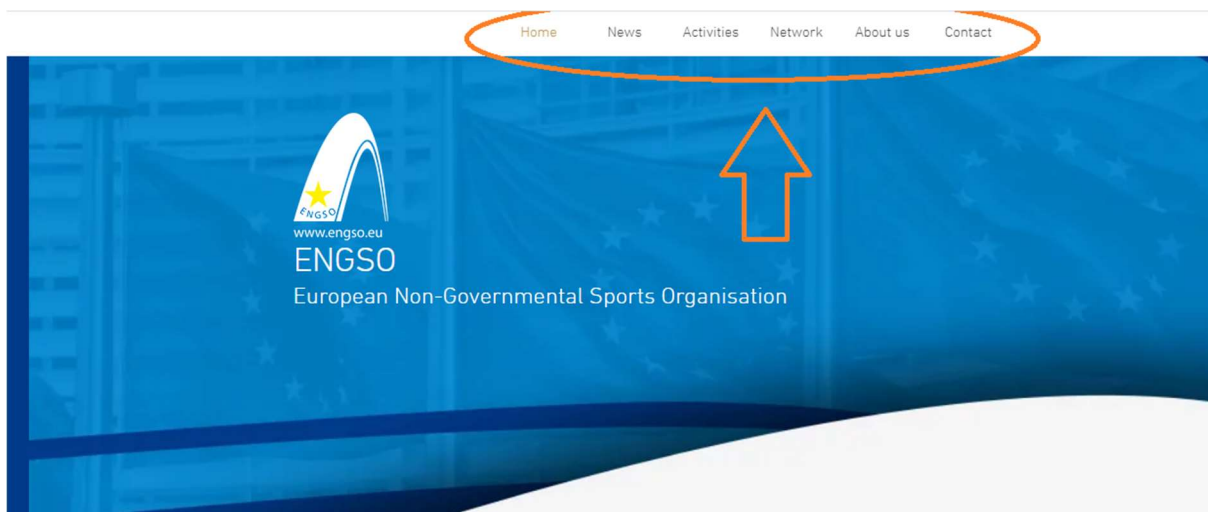 Home News Activities Network About us Contact
ENGSO
www.engso.eu
ENGSO
European Non-Governmental Sports Organisation